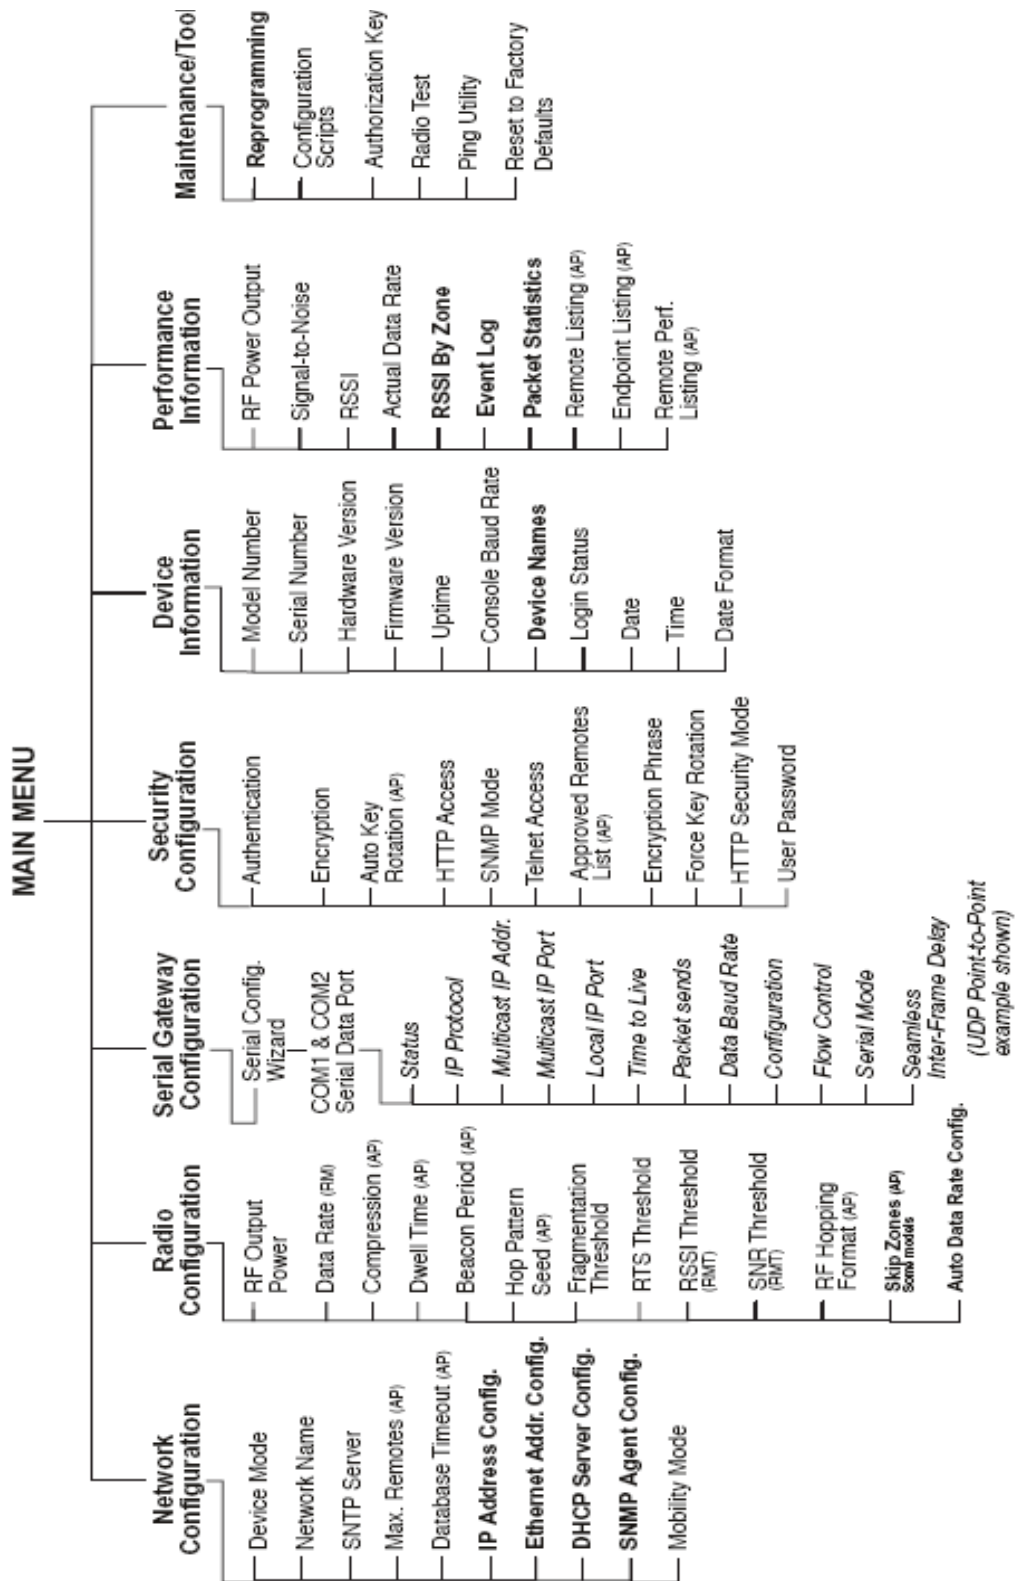 MAIN MENU
Network
Configuration
Device Mode
Network Name
SNTP Server
Max. Remotes (AP)
Database Timeout (AP)
IP Address Config.
Ethernet Addr. Config.
DHCP Server Config.
SNMP Agent Config.
Mobility Mode
Radio
Configuration
RF Output
Power
Data Rate (RM)
Compression (AP)
Dwell Time (AP)
Beacon Period (AP)
Hop Pattern
Seed (AP)
Fragmentation
Threshold
RTS Threshold
RSSI Threshold
(RMT)
SNR Threshold
(RMT)
RF Hopping
Format (AP)
Skip Zones (AP)
Some models
Auto Data Rate Config.
Serial Gateway
Configuration
Serial Config.
Wizard
COM1 & COM2
Serial Data Port
Status
IP Protocol
Multicast IP Addr.
Multicast IP Port
Local IP Port
Time to Live
Packet sends
Data Baud Rate
Configuration
Flow Control
Serial Mode
Seamless
Inter-Frame Delay
(UDP Point-to-Point
example shown)
Security
Configuration
Authentication
Encryption
Auto Key
Rotation (AP)
HTTP Access
SNMP Mode
Telnet Access
Approved Remotes
List (AP)
Encryption Phrase
Force Key Rotation
HTTP Security Mode
User Password
Device
Information
Model Number
Serial Number
Hardware Version
Firmware Version
Uptime
Console Baud Rate
Device Names
Login Status
Date
Time
Date Format
Performance
Information
RF Power Output
Signal-to-Noise
RSSI
Actual Data Rate
RSSI By Zone
Event Log
Packet Statistics
Remote Listing (AP)
Endpoint Listing (AP)
Remote Perf.
Listing (AP)
Maintenance/Tool
Reprogramming
Configuration
Scripts
Authorization Key
Radio Test
Ping Utility
Reset to Factory
Defaults